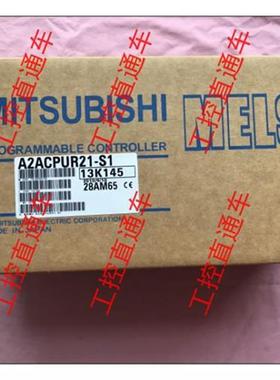 MITSUBISHI
MELS
PROGRAMMABLE CONTROLLER
A2ACPUR21-S1
13K145
28AM65
MITSUBISHI ELECTRIC CORPORATION
MADE IN JAPAN
工控直通车
工控直通车
工控直通车
工控直通车
工控直通车
工控直通车